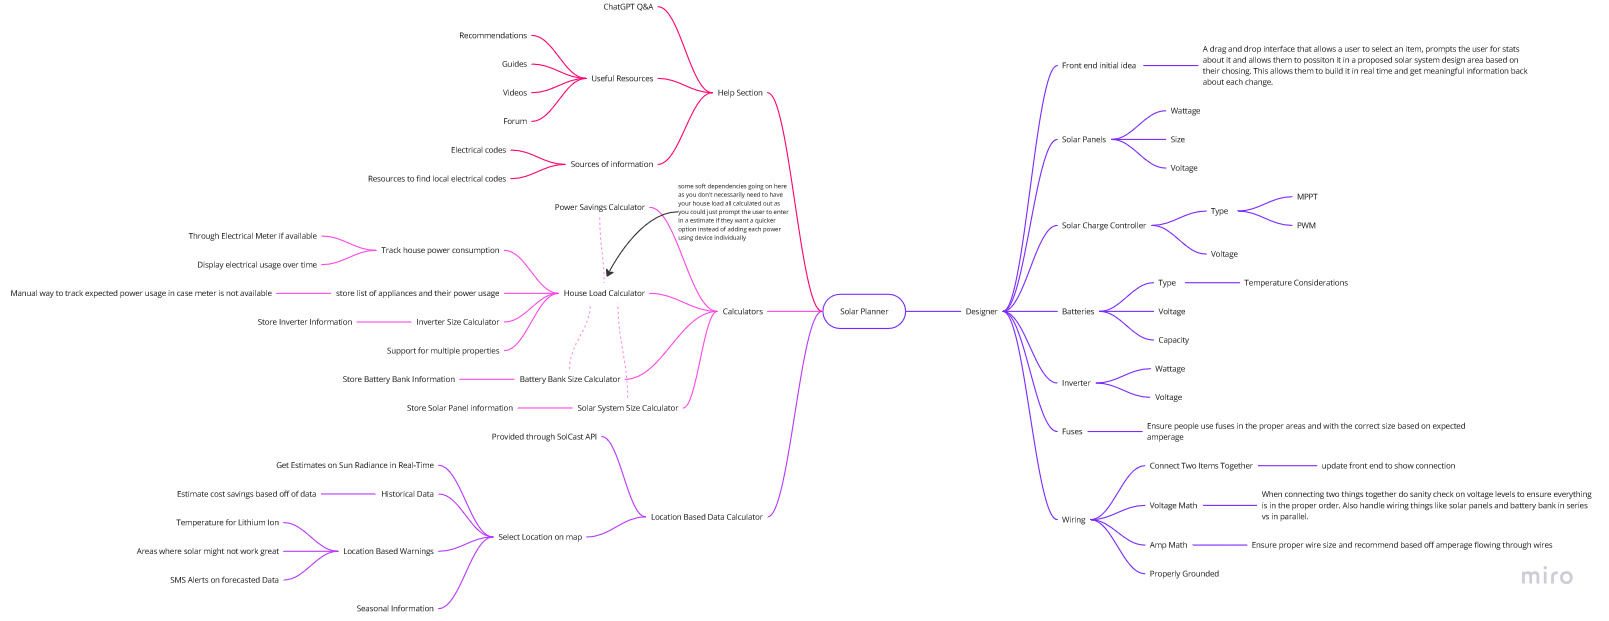 ChatGPT Q&A
Recommendations
Guides
Useful Resources
Videos
Forum
Help Section
Electrical codes
Sources of information
Resources to find local electrical codes
some soft dependencies going on here
as you don't necessarily need to have
your house load all calculated out as
you could just prompt the user to enter
in a estimate if they want a quicker
option instead of adding each power
using device individually
Power Savings Calculator
Through Electrical Meter if available
Track house power consumption
Display electrical usage over time
Manual way to track expected power usage in case meter is not available
store list of appliances and their power usage
House Load Calculator
Store Inverter Information
Inverter Size Calculator
Support for multiple properties
Calculators
Store Battery Bank Information
Battery Bank Size Calculator
Store Solar Panel information
Solar System Size Calculator
Provided through SolCast API
Get Estimates on Sun Radiance in Real-Time
Estimate cost savings based off of data
Historical Data
Temperature for Lithium Ion
Areas where solar might not work great
Location Based Warnings
SMS Alerts on forecasted Data
Seasonal Information
Select Location on map
Location Based Data Calculator
Solar Planner
Designer
Front end initial idea
A drag and drop interface that allows a user to select an item, prompts the user for stats
about it and allows them to possiton it in a proposed solar system design area based on
their chosing. This allows them to build it in real time and get meaningful information back
about each change.
Solar Panels
Wattage
Size
Voltage
Solar Charge Controller
Type
MPPT
PWM
Voltage
Batteries
Type
Temperature Considerations
Voltage
Capacity
Inverter
Wattage
Voltage
Fuses
Ensure people use fuses in the proper areas and with the correct size based on expected
amperage
Wiring
Connect Two Items Together
update front end to show connection
Voltage Math
When connecting two things together do sanity check on voltage levels to ensure everything
is in the proper order. Also handle wiring things like solar panels and battery bank in series
vs in parallel.
Amp Math
Ensure proper wire size and recommend based off amperage flowing through wires
Properly Grounded
miro